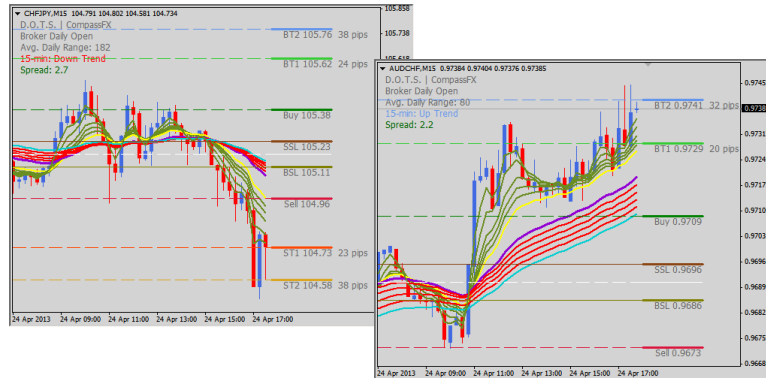 CHFJPY,M15 104.791 104.802 104.581 104.734
D.O.T.S. | CompassFX
Broker Daily Open
Avg. Daily Range: 182
15-min: Down Trend
Spread: 2.7
BT2 105.76 38 pips
BT1 105.62 24 pips
Buy 105.38
SSL 105.23
BSL 105.11
Sell 104.96
ST1 104.73 23 pips
ST2 104.58 38 pips
105.858
105.738
105.618
24 Apr 2013 24 Apr 09:00 24 Apr 11:00 24 Apr 13:00 24 Apr 15:00 24 Apr 17:00
AUDCHF,M15 0.97384 0.97404 0.97376 0.97385
D.O.T.S. | CompassFX
Broker Daily Open
Avg. Daily Range: 80
15-min: Up Trend
Spread: 2.2
BT2 0.9741 32 pips
BT1 0.9729 20 pips
Buy 0.9709
SSL 0.9696
BSL 0.9686
Sell 0.9673
0.9745
0.9738
0.9731
0.9724
0.9717
0.9710
0.9703
0.9696
0.9689
0.9682
0.9675
0.9668
24 Apr 2013 24 Apr 09:00 24 Apr 11:00 24 Apr 13:00 24 Apr 15:00 24 Apr 17:00